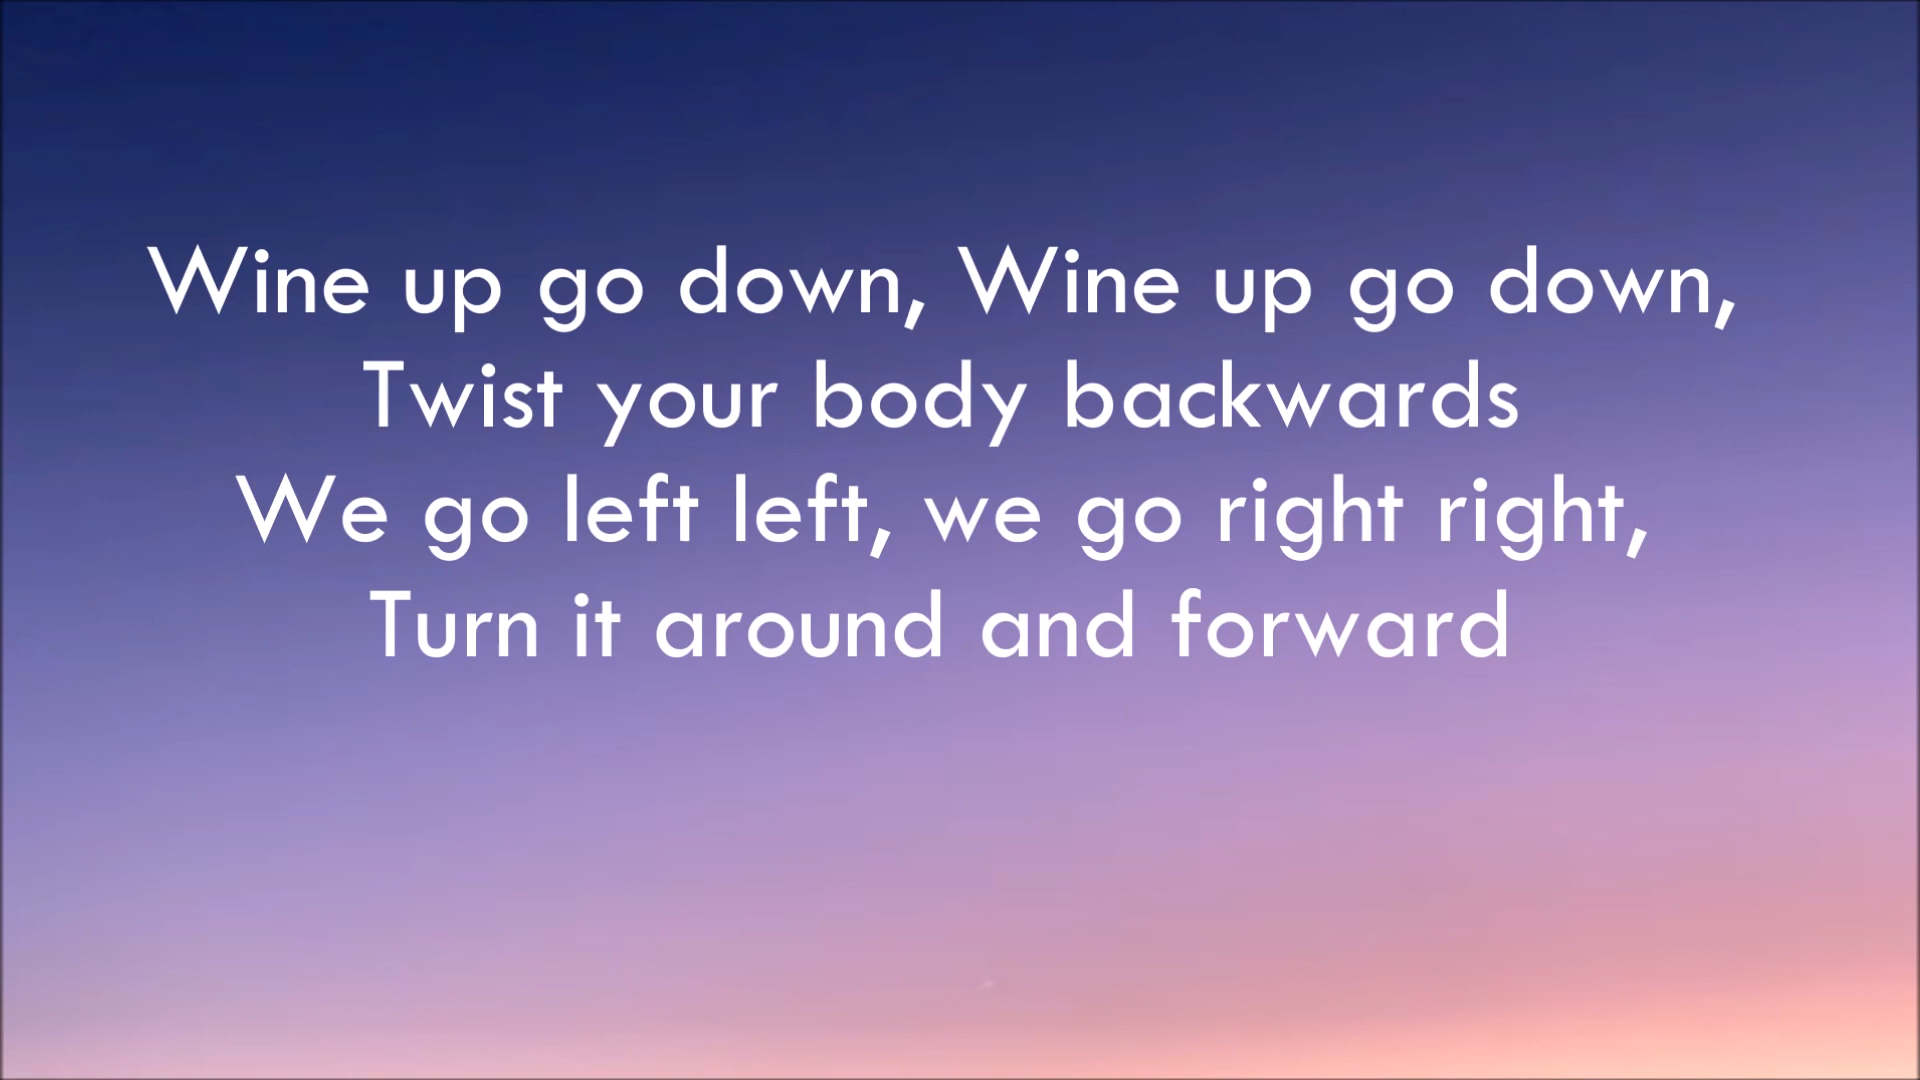 Wine up go down, Wine up go down,
Twist your body backwards
We go left left, we go right right,
Turn it around and forward